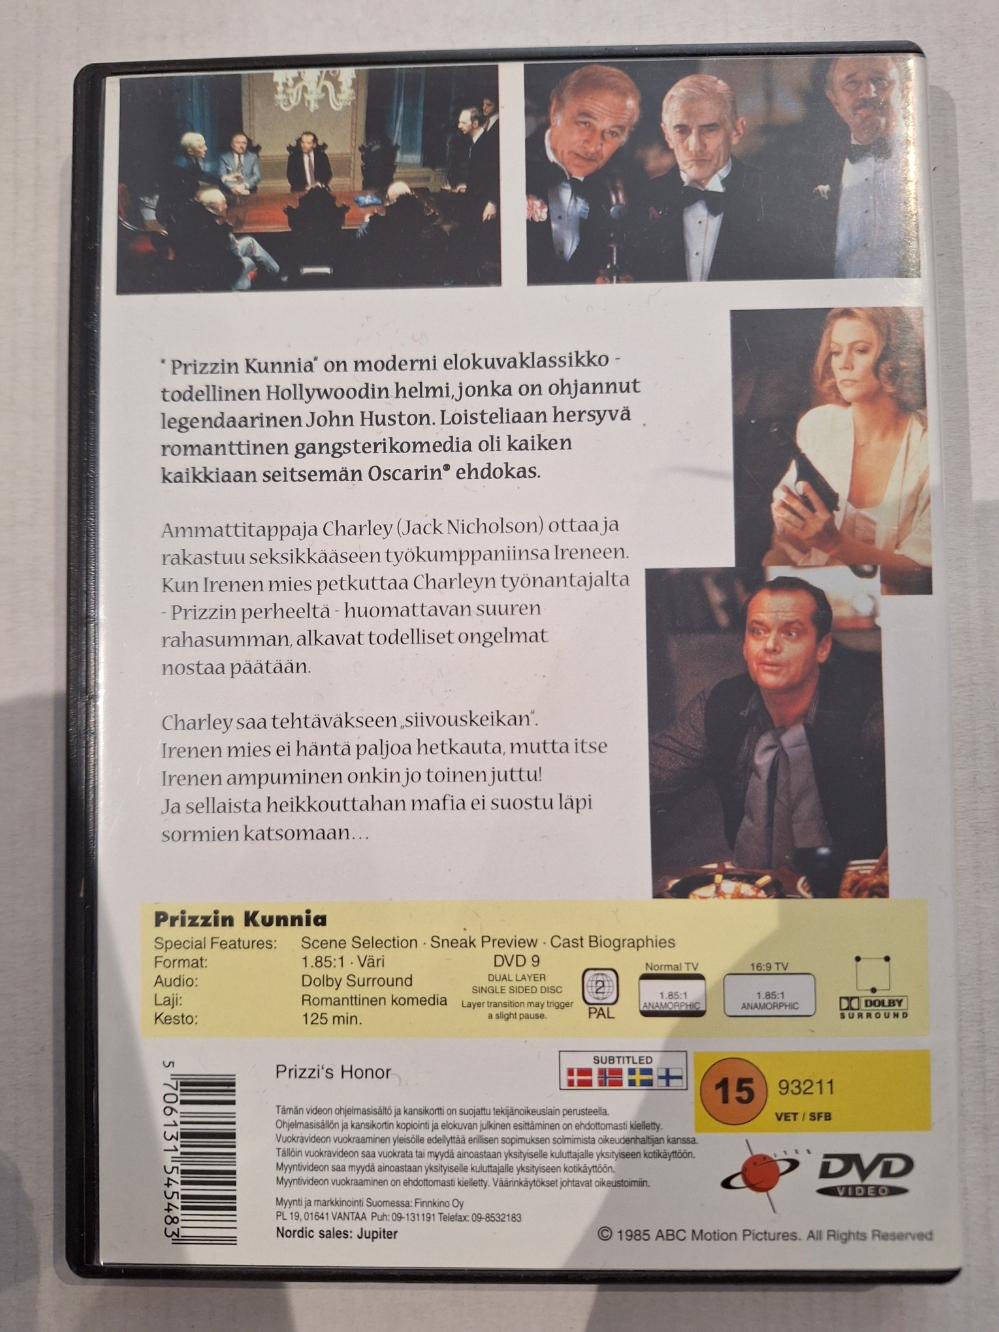 "Prizzin Kunnia" on moderni elokuvaklassikko -
todellinen Hollywoodin helmi, jonka on ohjannut
legendaarinen John Huston. Loisteliaan hersyvä
romanttinen gangsterikomedia oli kaiken
kaikkiaan seitsemän Oscarin® ehdokas.
Ammattitappaja Charley (Jack Nicholson) ottaa ja
rakastuu seksikkääseen työkumppaniinsa Ireneen.
Kun Irenen mies petkuttaa Charleyn työnantajalta
- Prizzin perheeltä - huomattavan suuren
rahasumman, alkavat todelliset ongelmat
nostaa päätään.
Charley saa tehtäväkseen „siivouskeikan".
Irenen mies ei häntä paljoa hetkauta, mutta itse
Irenen ampuminen onkin jo toinen juttu!
Ja sellaista heikkouttahan mafia ei suostu läpi
sormien katsomaan...
Prizzin Kunnia
Special Features: Scene Selection · Sneak Preview · Cast Biographies
Format: 1.85:1 · Väri
Audio: Dolby Surround
Laji: Romanttinen komedia
Kesto: 125 min.
DVD 9
DUAL LAYER
SINGLE SIDED DISC
Layer transition may trigger
a slight pause.
2
PAL
Normal TV
1.85:1
ANAMORPHIC
16:9 TV
1.85:1
ANAMORPHIC
DOLBY
SURROUND
5 706131 545483
Prizzi's Honor
SUBTITLED
15
93211
VET / SFB
Tämän videon ohjelmasisältö ja kansikortti on suojattu tekijänoikeuslain perusteella.
Ohjelmasisällön ja kansikortin kopiointi ja elokuvan julkinen esittäminen on ehdottomasti kielletty.
Vuokravideon vuokraaminen yleisölle edellyttää erillisen sopimuksen solmimista oikeudenhaltijan kanssa.
Tällöin vuokravideon saa vuokrata tai myydä ainoastaan yksityiselle kuluttajalle yksityiseen kotikäyttöön.
Myyntivideon saa myydä ainoastaan yksityiselle kuluttajalle yksityiseen kotikäyttöön.
Myyntivideon vuokraaminen on ehdottomasti kielletty. Väärinkäytökset johtavat oikeustoimiin.
Myynti ja markkinointi Suomessa: Finnkino Oy
PL 19, 01641 VANTAA Puh: 09-131191 Telefax: 09-8532183
Nordic sales: Jupiter
DVD
VIDEO
© 1985 ABC Motion Pictures. All Rights Reserved